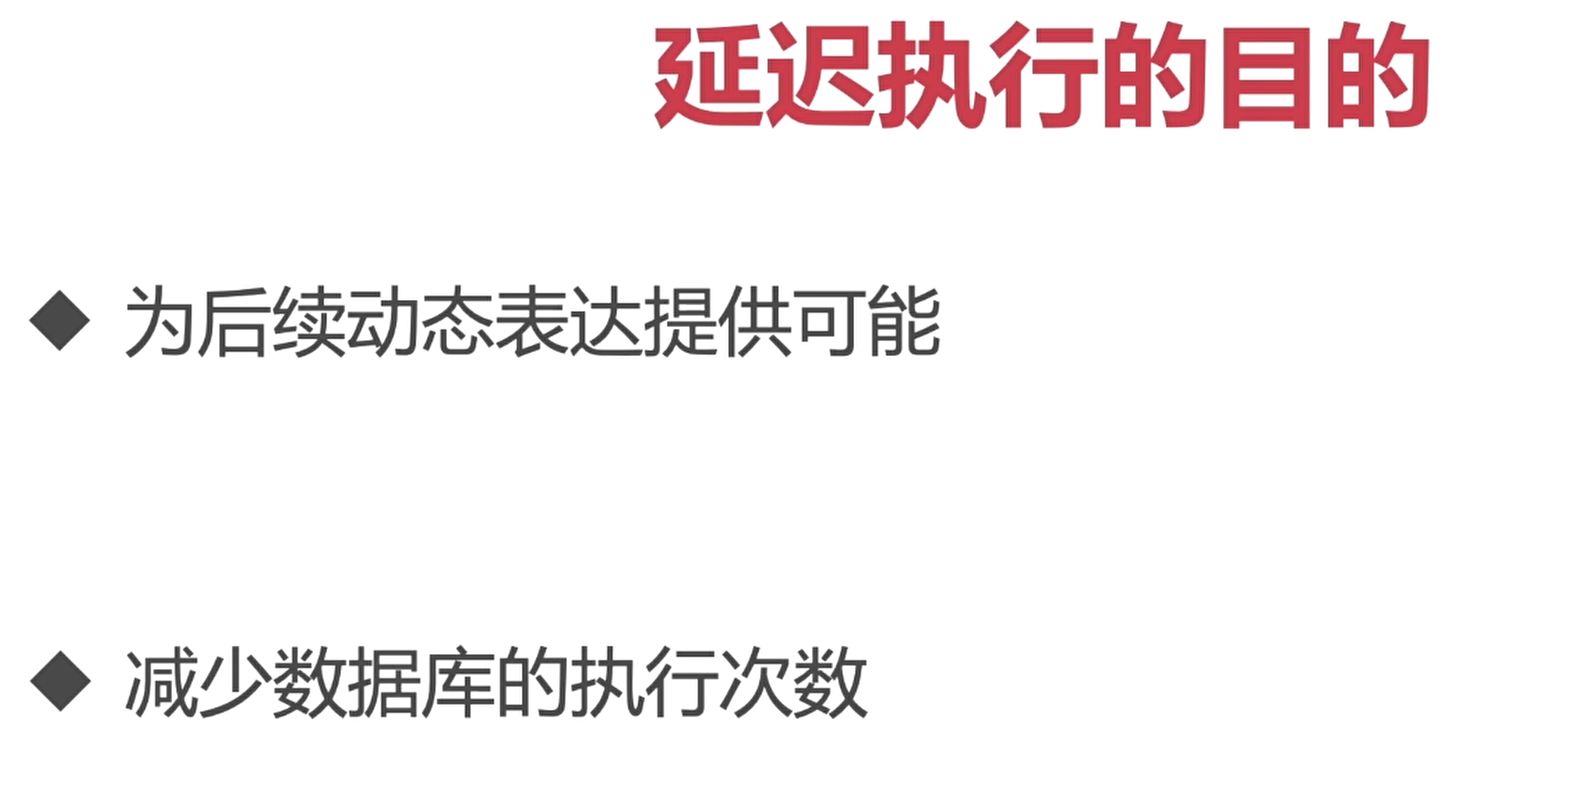 延迟执行的目的
◆ 为后续动态表达提供可能
◆ 减少数据库的执行次数